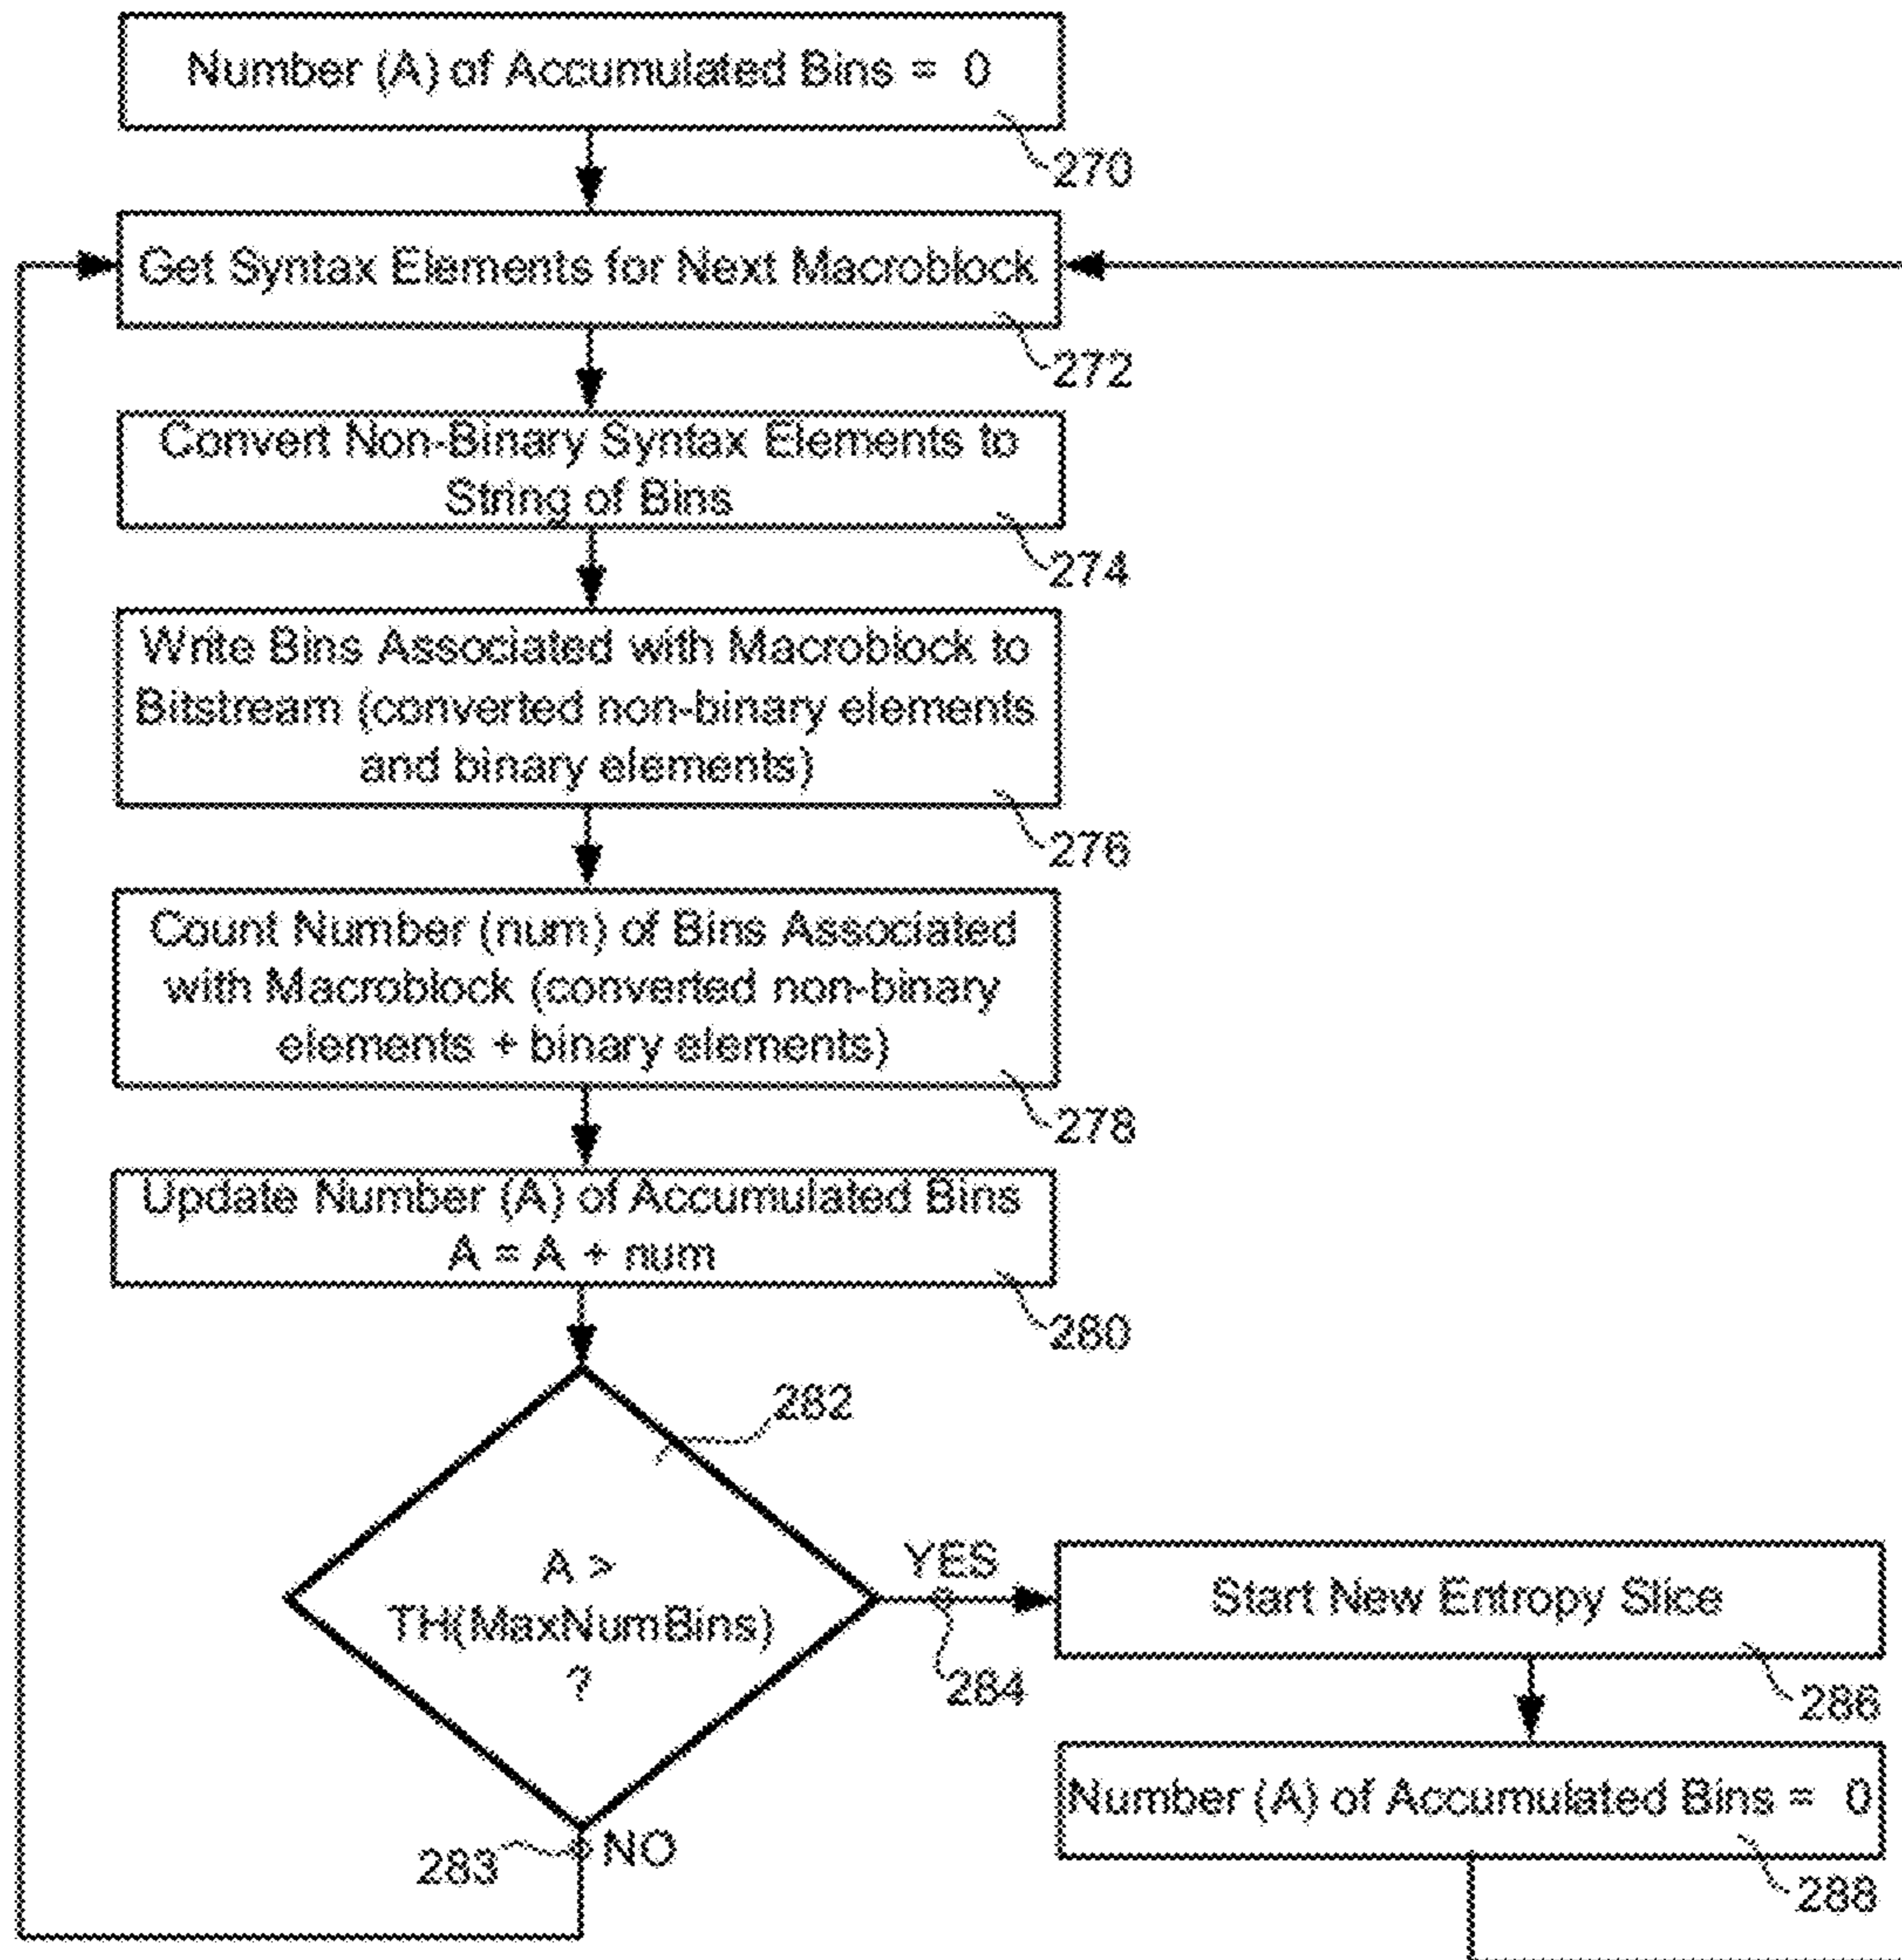 Number (A) of Accumulated Bins = 0
270
Get Syntax Elements for Next Macroblock
272
Convert Non-Binary Syntax Elements to
String of Bins
274
Write Bins Associated with Macroblock to
Bitstream (converted non-binary elements
and binary elements)
276
Count Number (num) of Bins Associated
with Macroblock (converted non-binary
elements + binary elements)
278
Update Number (A) of Accumulated Bins
A = A + num
280
282
A >
TH(MaxNumBins)
?
YES
284
283
NO
Start New Entropy Slice
286
Number (A) of Accumulated Bins = 0
288